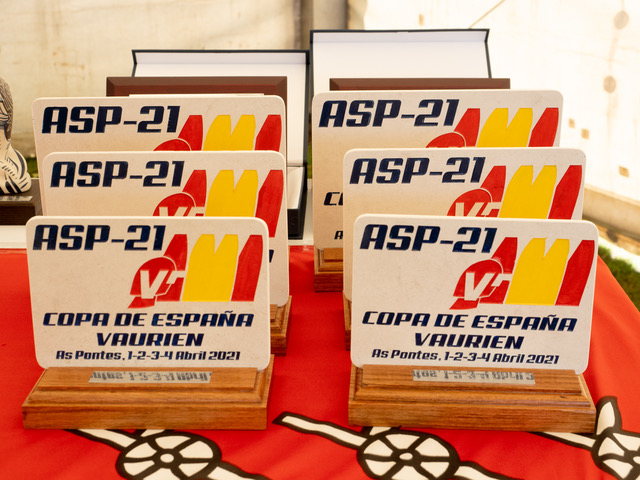 ASP-21
ASP-21
ASP-21
ASP-21
ASP-21
COPA DE ESPAÑA
VAURIEN
As Pontes, 1-2-3-4 Abril 2021
ASP-21
COPA DE ESPAÑA
VAURIEN
As Pontes, 1-2-3-4 Abril 2021